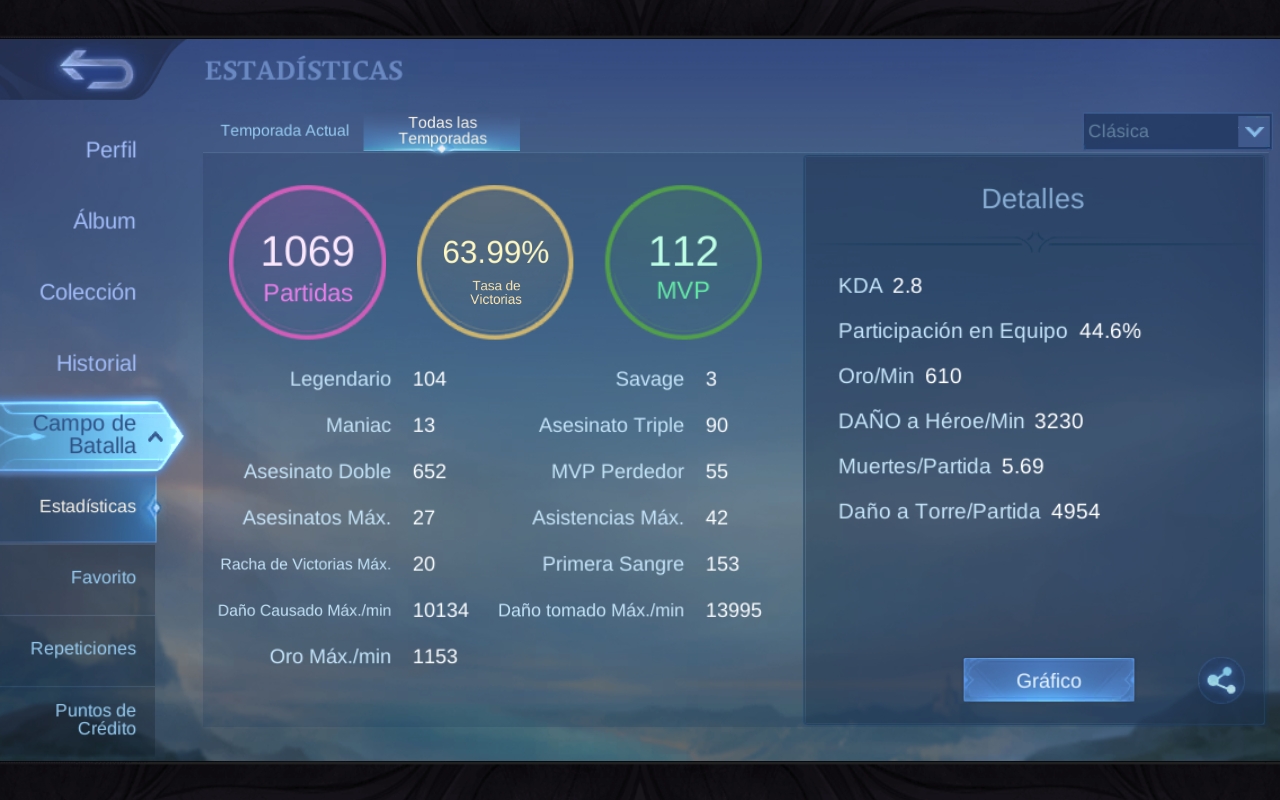 ESTADÍSTICAS
Temporada Actual
Todas las
Temporadas
Clásica
Perfil
Álbum
Colección
Historial
Campo de
Batalla
Estadísticas
Favorito
Repeticiones
Puntos de
Crédito
1069
Partidas
63.99%
Tasa de
Victorias
112
MVP
Legendario 104
Savage 3
Maniac 13
Asesinato Triple 90
Asesinato Doble 652
MVP Perdedor 55
Asesinatos Máx. 27
Asistencias Máx. 42
Racha de Victorias Máx. 20
Primera Sangre 153
Daño Causado Máx./min 10134
Daño tomado Máx./min 13995
Oro Máx./min 1153
Detalles
KDA 2.8
Participación en Equipo 44.6%
Oro/Min 610
DAÑO a Héroe/Min 3230
Muertes/Partida 5.69
Daño a Torre/Partida 4954
Gráfico